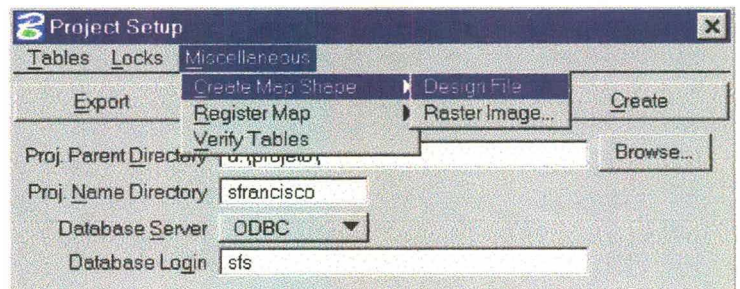 Project Setup
Tables Locks Miscellaneous
Export Create Map Shape Design File Create
Register Map Raster Image...
Verify Tables
Proj. Parent Directory d:\projeto\ Browse...
Proj. Name Directory sfrancisco
Database Server ODBC
Database Login sfs